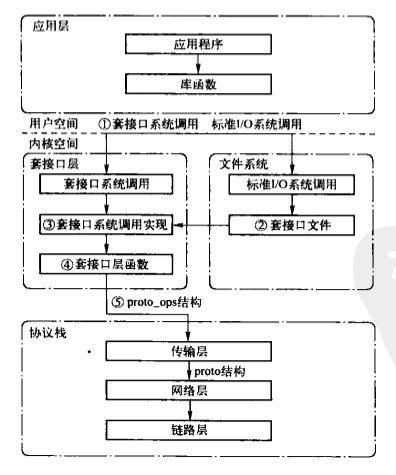 应用层
应用程序
库函数
用户空间 ①套接口系统调用 标准I/O系统调用
内核空间
套接口层 文件系统
套接口系统调用 标准I/O系统调用
③套接口系统调用实现 ②套接口文件
④套接口层函数
⑤ proto_ops结构
协议栈
传输层
proto结构
网络层
链路层